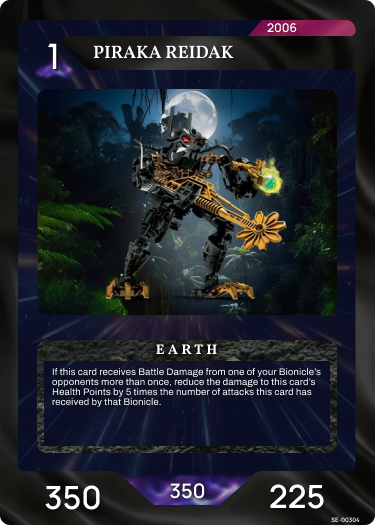 2006
1
PIRAKA REIDAK
EARTH
If this card receives Battle Damage from one of your Bionicle's
opponents more than once, reduce the damage to this card's
Health Points by 5 times the number of attacks this card has
received by that Bionicle.
350
350
225
SE-00304